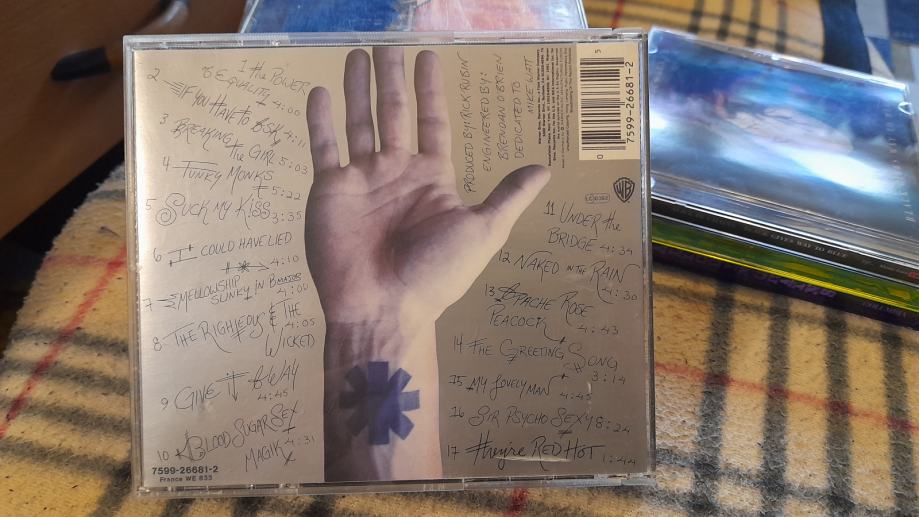 1 the POWER
OF EQUALITY 4:00
2 IF YOU HAVE to ASK 4:11
3 BREAKING
the GIRL 5:03
4 FUNKY MONKS
5:22
5 SUCK MY KISS 3:35
6 I COULD HAVE LIED
4:10
7 MELLOWSHIP
SLINKY IN B MAJOR
4:00
8 THE RIGHTEOUS & THE
4:05
WICKED
9 GIVE IT AWAY
4:45
10 BLOOD SUGAR SEX
MAGIK 4:31
7599-26681-2
France WE 833
PRODUCED BY: RICK RUBIN
ENGINEERED BY:
BRENDAN O'BRIEN
DEDICATED TO
MIKE WATT
5
0 7599-26681-2
WB
11 UNDER the
BRIDGE 4:34
12 NAKED IN the RAIN
4:30
13 APACHE ROSE
PEACOCK 4:43
14 THE GREETING SONG
3:14
15 MY LOVELY MAN
4:45
16 SIR PSYCHO SEXY 8:24
17 they're RED HOT 1:44